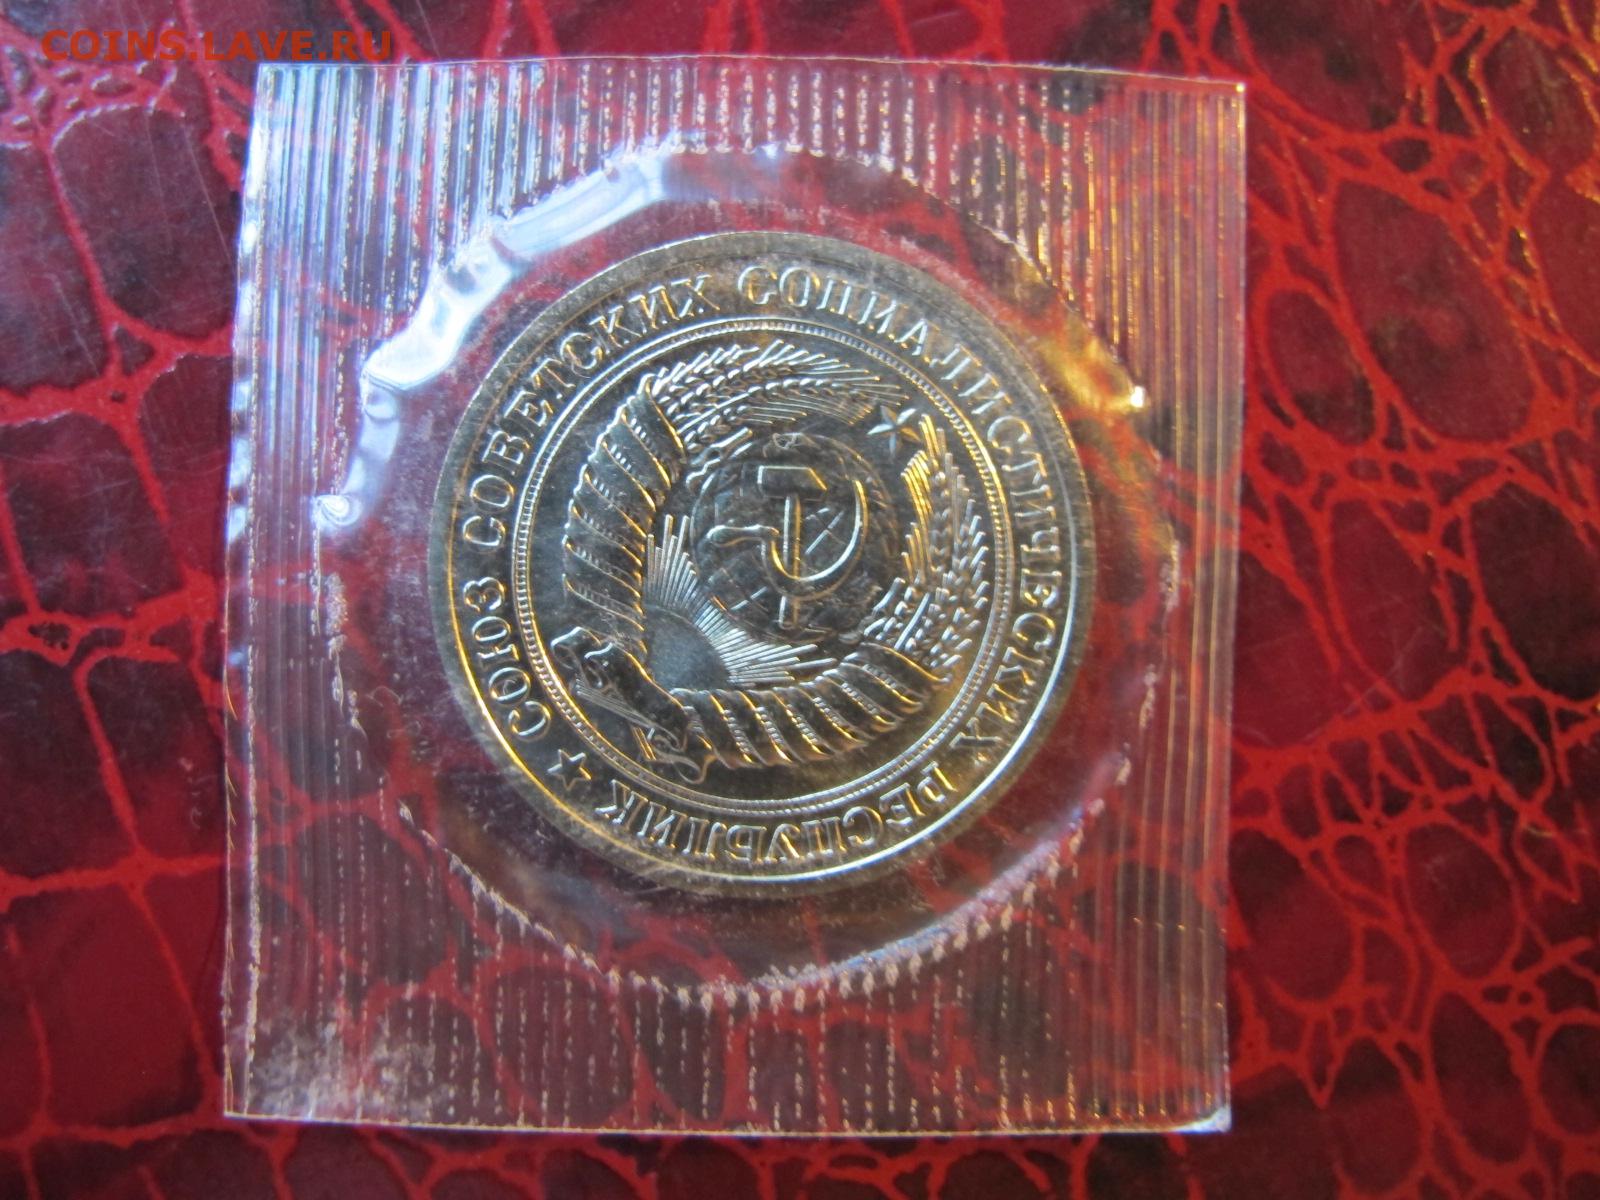 COINS.LAVE.RU
★ СОЮЗ СОВЕТСКИХ СОЦИАЛИСТИЧЕСКИХ РЕСПУБЛИК